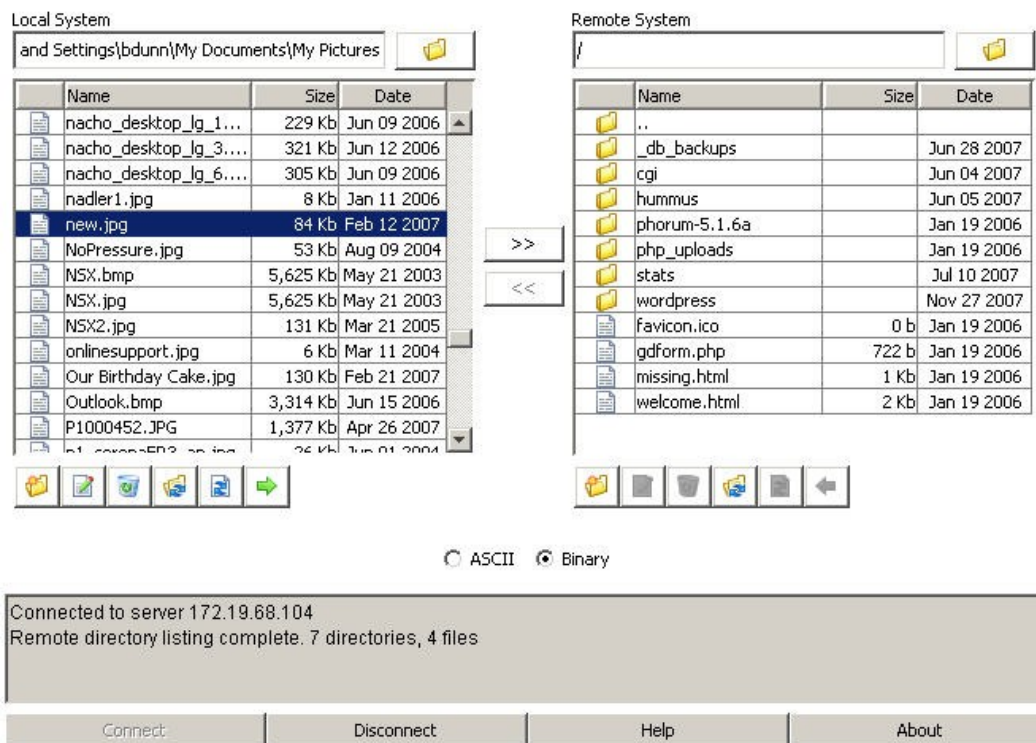 Local System
and Settings\bdunn\My Documents\My Pictures
Name Size Date
nacho_desktop_lg_1... 229 Kb Jun 09 2006
nacho_desktop_lg_3.... 321 Kb Jun 12 2006
nacho_desktop_lg_6.... 305 Kb Jun 09 2006
nadler1.jpg 8 Kb Jan 11 2006
new.jpg 84 Kb Feb 12 2007
NoPressure.jpg 53 Kb Aug 09 2004
NSX.bmp 5,625 Kb May 21 2003
NSX.jpg 5,625 Kb May 21 2003
NSX2.jpg 131 Kb Mar 21 2005
onlinesupport.jpg 6 Kb Mar 11 2004
Our Birthday Cake.jpg 130 Kb Feb 21 2007
Outlook.bmp 3,314 Kb Jun 15 2006
P1000452.JPG 1,377 Kb Apr 26 2007
26 Kb Jun 01 2004
>>
<<
Remote System
/
Name Size Date
..
_db_backups Jun 28 2007
cgi Jun 04 2007
hummus Jun 05 2007
phorum-5.1.6a Jan 19 2006
php_uploads Jan 19 2006
stats Jul 10 2007
wordpress Nov 27 2007
favicon.ico 0 b Jan 19 2006
gdform.php 722 b Jan 19 2006
missing.html 1 Kb Jan 19 2006
welcome.html 2 Kb Jan 19 2006
ASCII Binary
Connected to server 172.19.68.104
Remote directory listing complete. 7 directories, 4 files
Connect Disconnect Help About